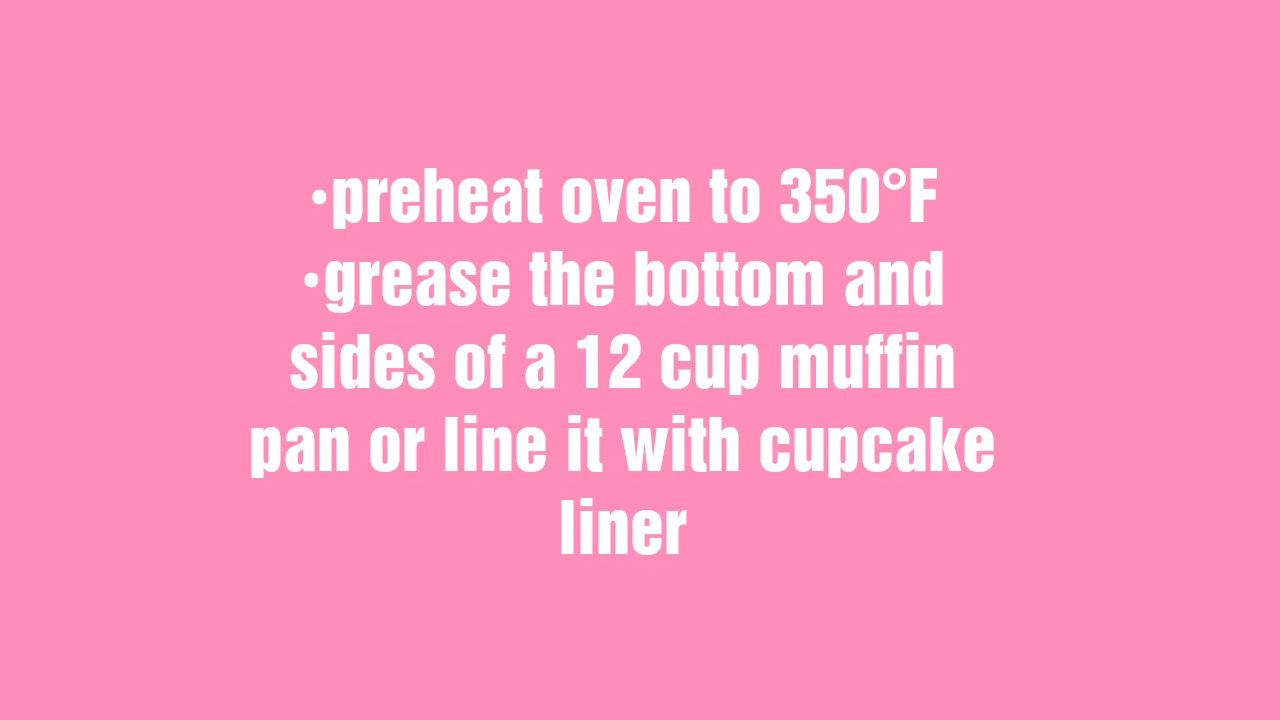 •preheat oven to 350°F
•grease the bottom and
sides of a 12 cup muffin
pan or line it with cupcake
liner